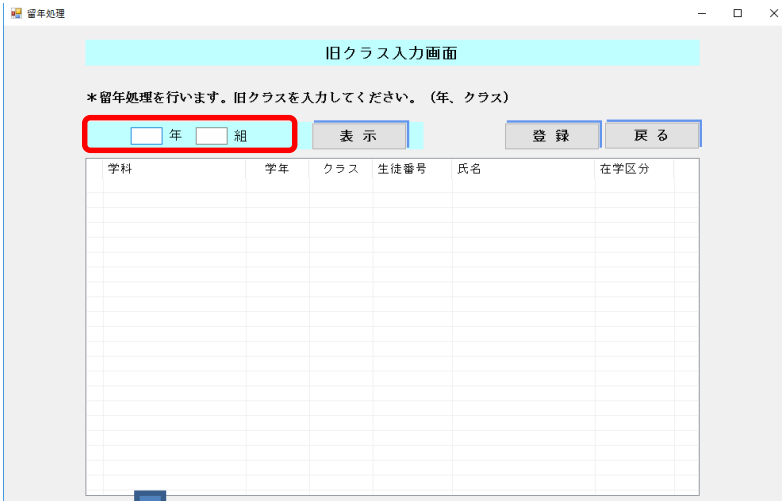 留年処理
旧クラス入力画面
*留年処理を行います。旧クラスを入力してください。（年、クラス）
年 組 表 示 登 録 戻 る
学科 学年 クラス 生徒番号 氏名 在学区分